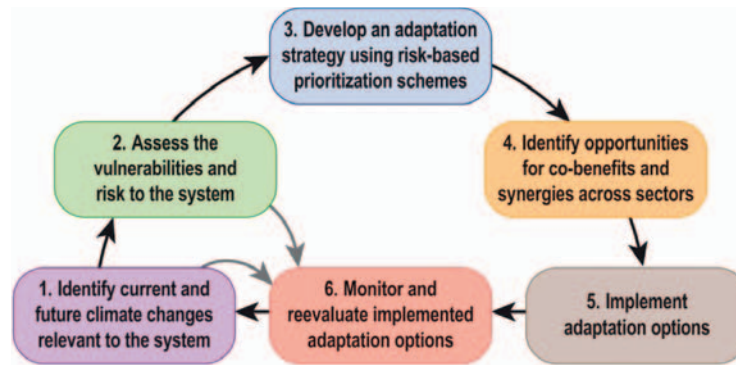 3. Develop an adaptation
strategy using risk-based
prioritization schemes
2. Assess the
vulnerabilities and
risk to the system
4. Identify opportunities
for co-benefits and
synergies across sectors
1. Identify current and
future climate changes
relevant to the system
6. Monitor and
reevaluate implemented
adaptation options
5. Implement
adaptation options